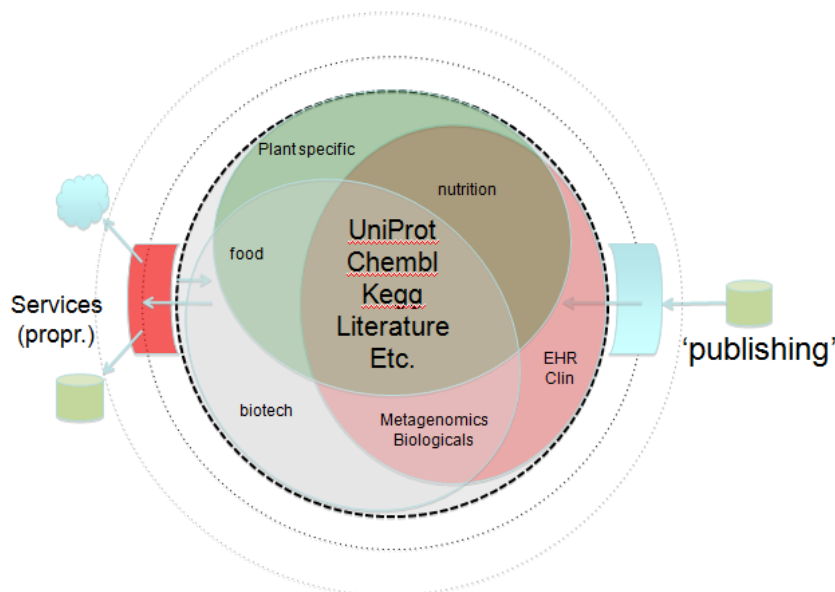 Plant specific
nutrition
UniProt
Chembl
Kegg
Literature
Etc.
food
Services
(propr.)
'publishing'
EHR
Clin
biotech
Metagenomics
Biologicals